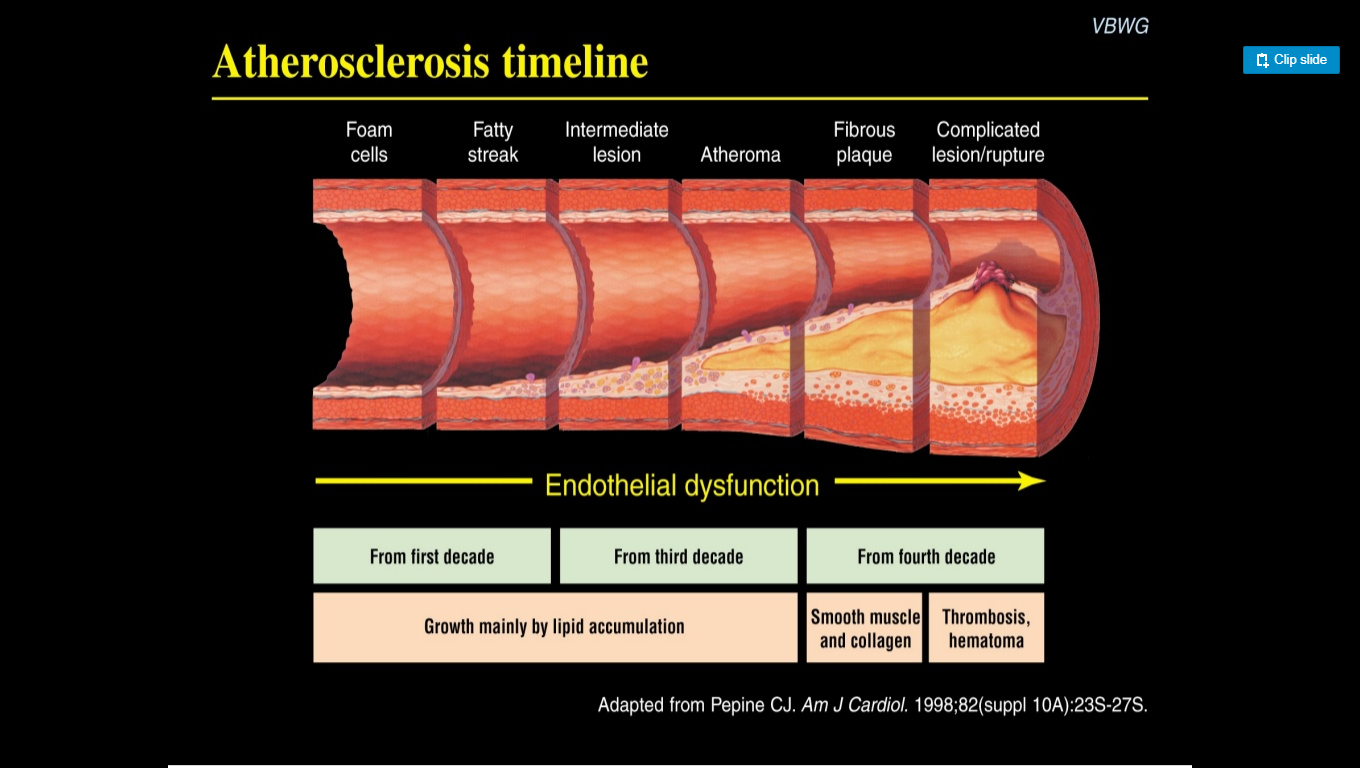 VBWG
Atherosclerosis timeline
Clip slide
Foam
cells
Fatty
streak
Intermediate
lesion
Atheroma
Fibrous
plaque
Complicated
lesion/rupture
Endothelial dysfunction
From first decade
From third decade
From fourth decade
Growth mainly by lipid accumulation
Smooth muscle
and collagen
Thrombosis,
hematoma
Adapted from Pepine CJ. Am J Cardiol. 1998;82(suppl 10A):23S-27S.